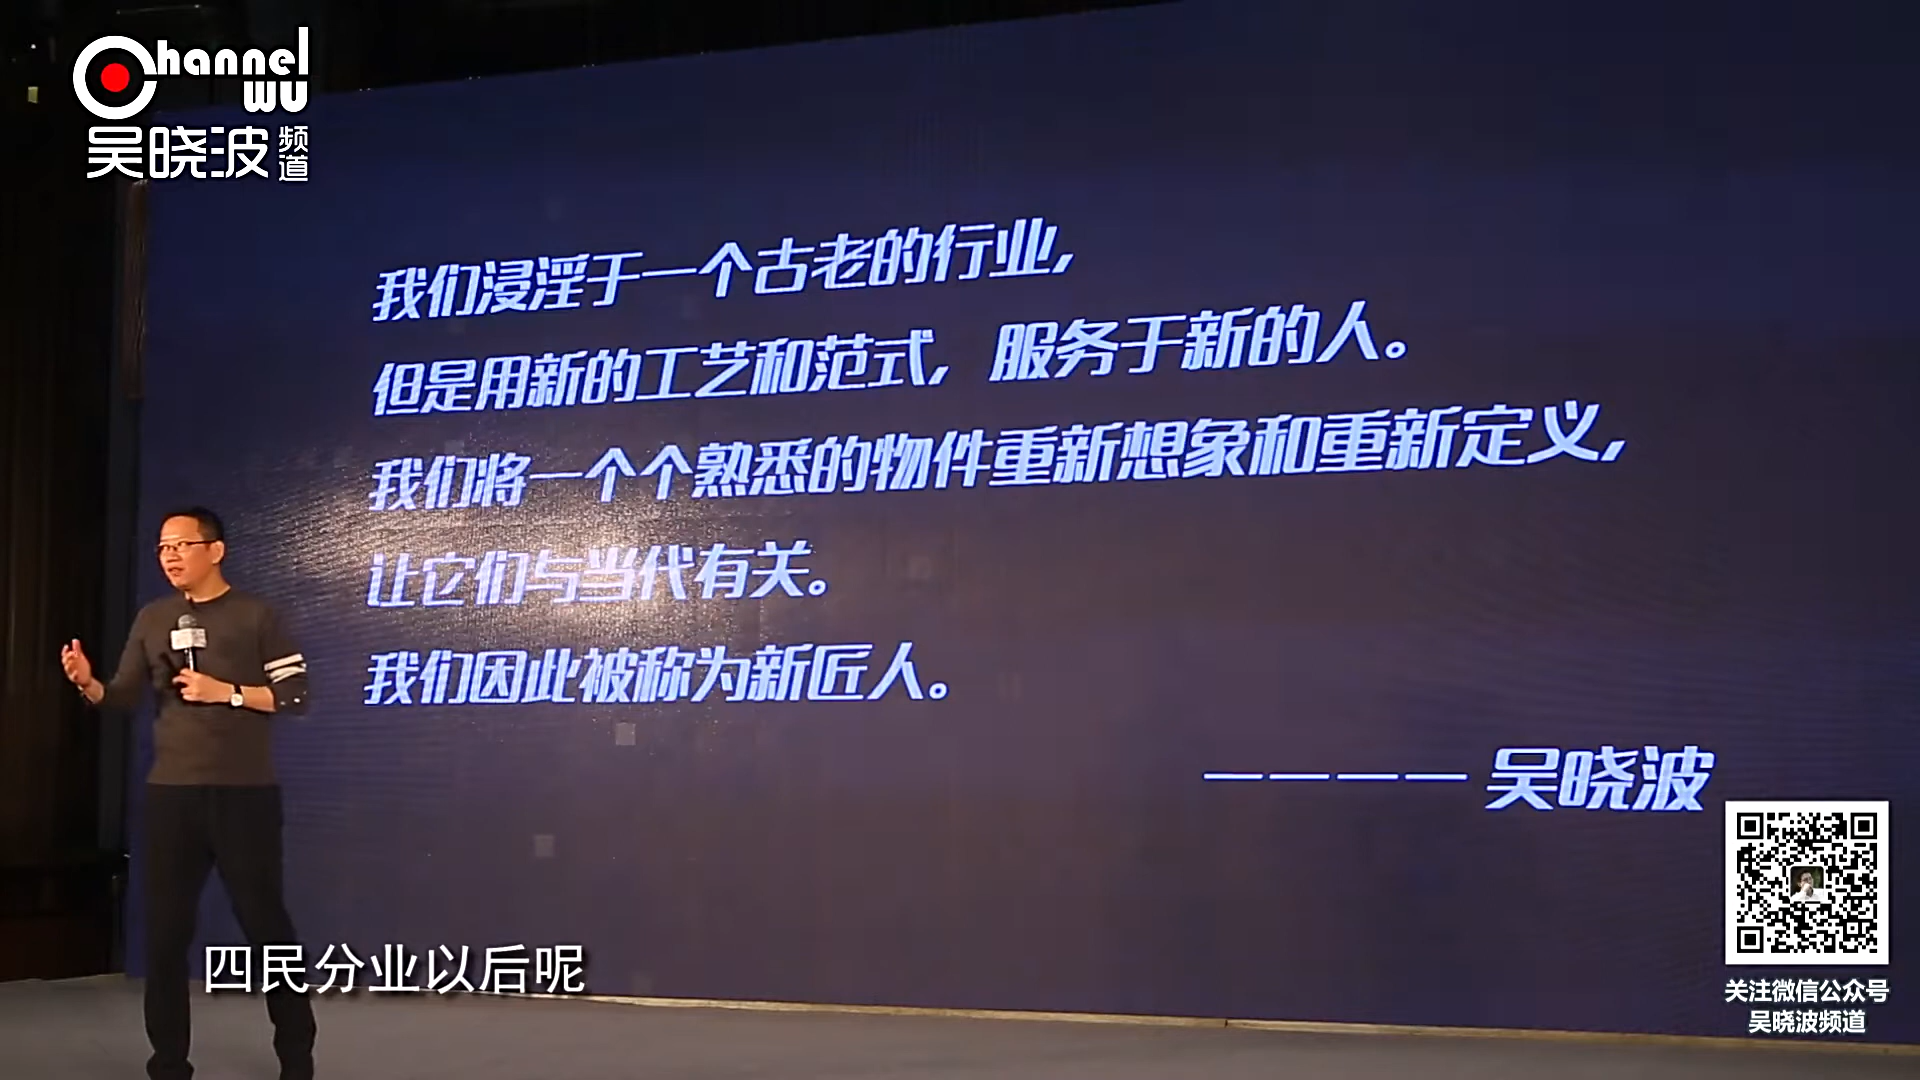 Channel
WU
吴晓波频道
我们浸淫于一个古老的行业,
但是用新的工艺和范式,服务于新的人。
我们将一个个熟悉的物件重新想象和重新定义,
让它们与当代有关。
我们因此被称为新匠人。
————吴晓波
四民分业以后呢
关注微信公众号
吴晓波频道